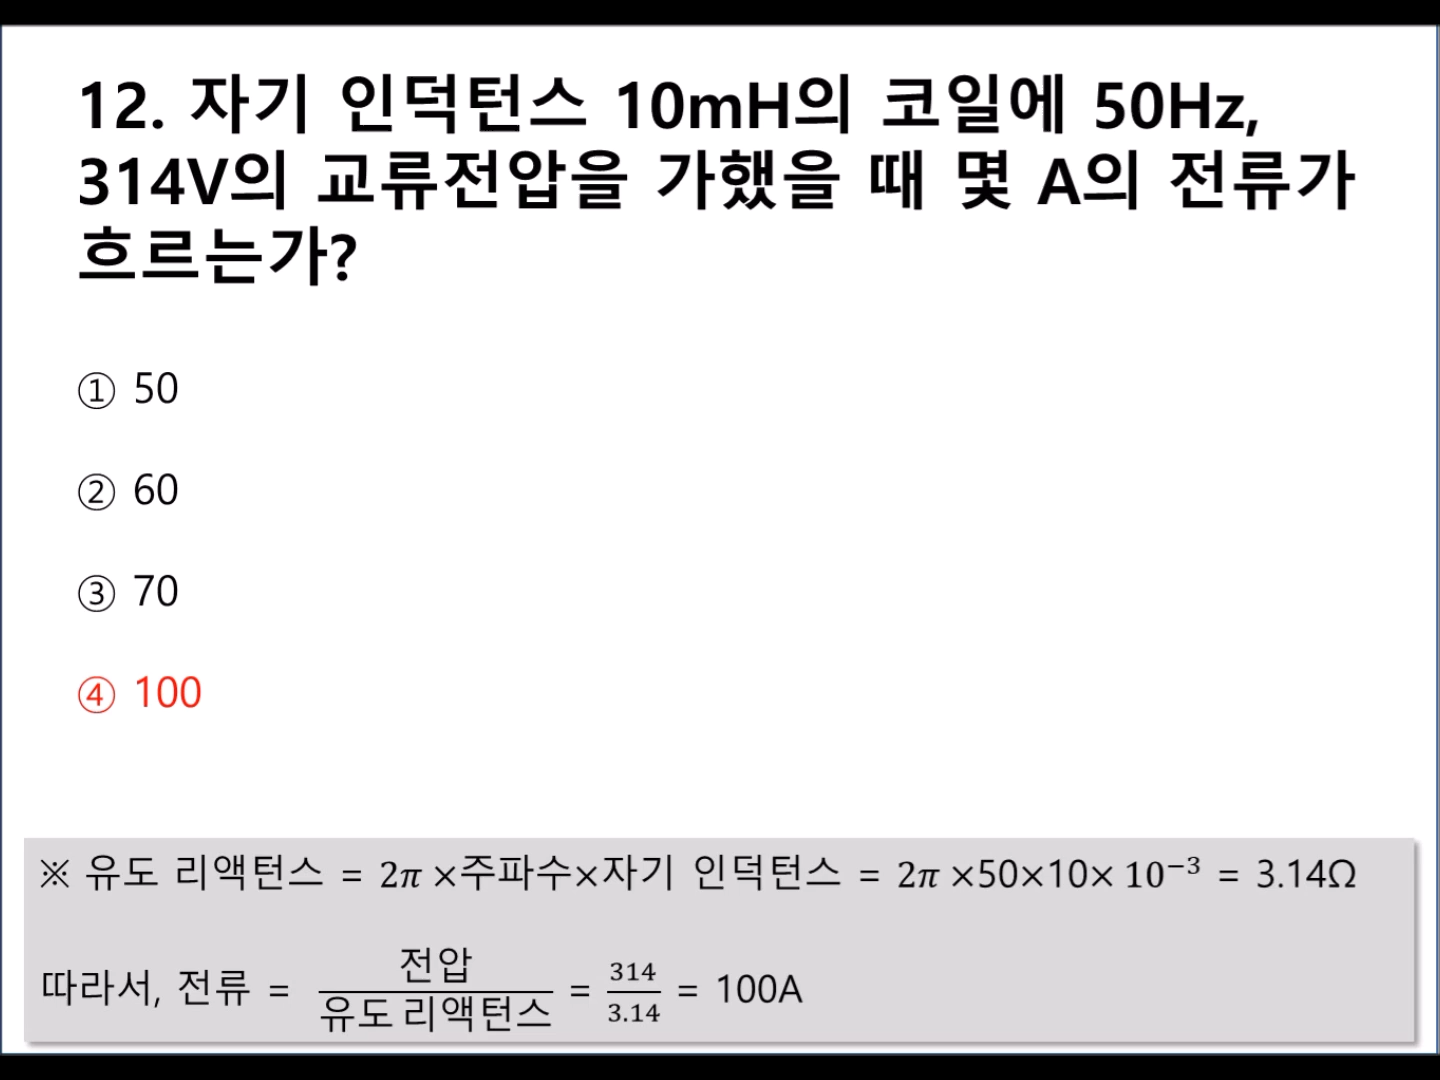 12. 자기 인덕턴스 10mH의 코일에 50Hz,
314V의 교류전압을 가했을 때 몇 A의 전류가
흐르는가?
① 50
② 60
③ 70
④ 100
※ 유도 리액턴스 = 2π ×주파수×자기 인덕턴스 = 2π ×50×10× 10⁻³ = 3.14Ω
따라서, 전류 = 전압/유도 리액턴스 = 314/3.14 = 100A